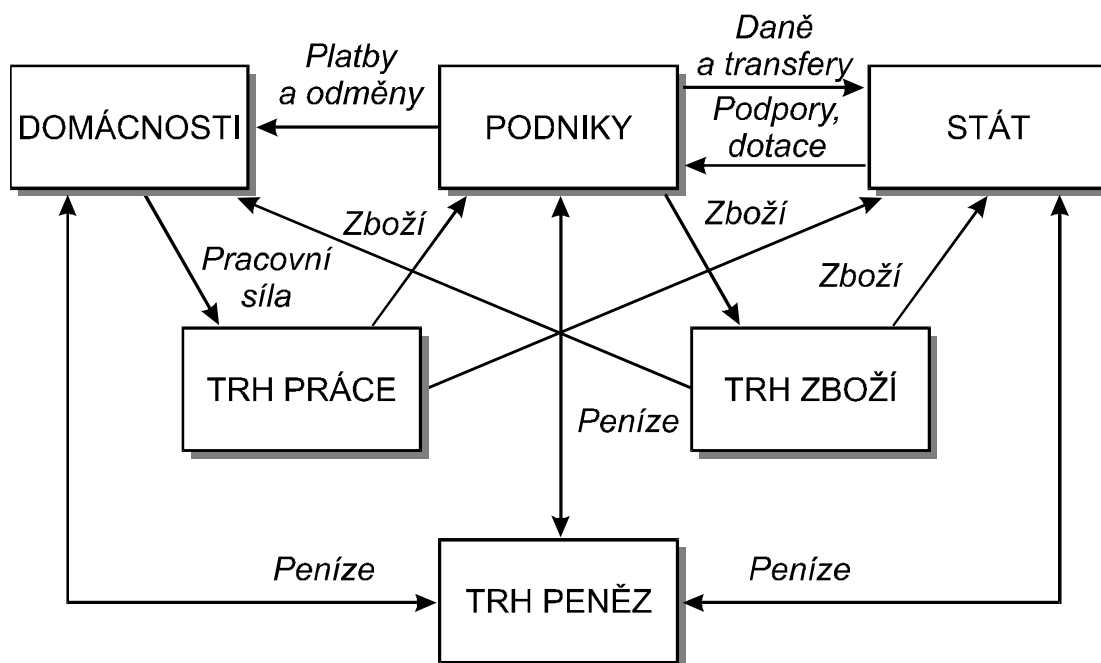 Platby
a odměny
Daně
a transfery
DOMÁCNOSTI
PODNIKY
Podpory,
dotace
STÁT
Pracovní
síla
Zboží
Zboží
Zboží
TRH PRÁCE
Peníze
TRH ZBOŽÍ
Peníze
TRH PENĚZ
Peníze